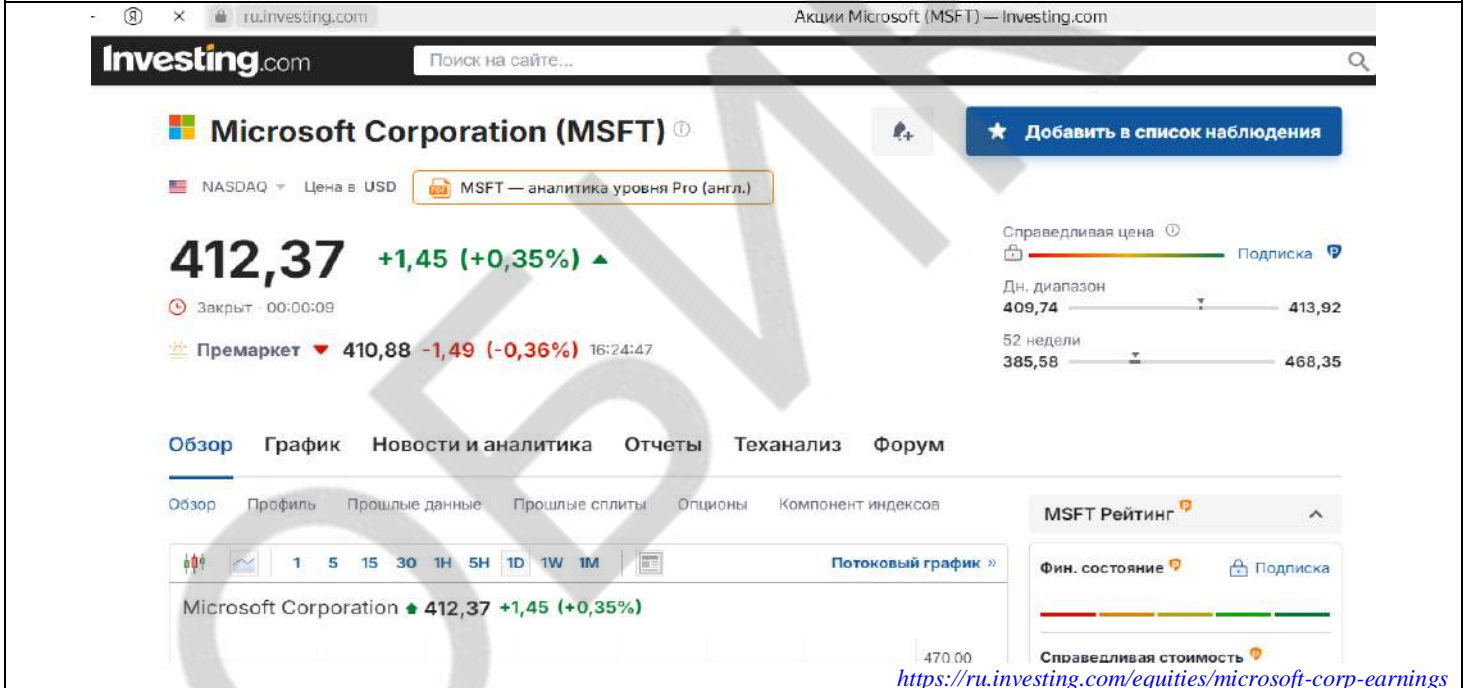 Я × ru.investing.com Акции Microsoft (MSFT) — Investing.com
Investing.com Поиск на сайте...
Microsoft Corporation (MSFT) Добавить в список наблюдения
NASDAQ Цена в USD MSFT — аналитика уровня Pro (англ.)
412,37 +1,45 (+0,35%)
Закрыт · 00:00:09
Премаркет 410,88 -1,49 (-0,36%) 16:24:47
Справедливая цена
Подписка
Дн. диапазон
409,74 413,92
52 недели
385,58 468,35
Обзор График Новости и аналитика Отчеты Теханализ Форум
Обзор Профиль Прошлые данные Прошлые сплиты Опционы Компонент индексов
1 5 15 30 1H 5H 1D 1W 1M Потоковый график »
Microsoft Corporation 412,37 +1,45 (+0,35%)
470.00
MSFT Рейтинг
Фин. состояние Подписка
Справедливая стоимость
https://ru.investing.com/equities/microsoft-corp-earnings